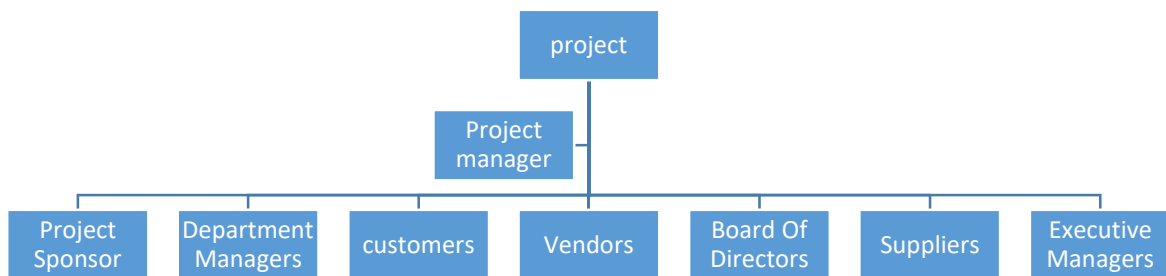 project
Project
manager
Project
Sponsor
Department
Managers
customers
Vendors
Board Of
Directors
Suppliers
Executive
Managers